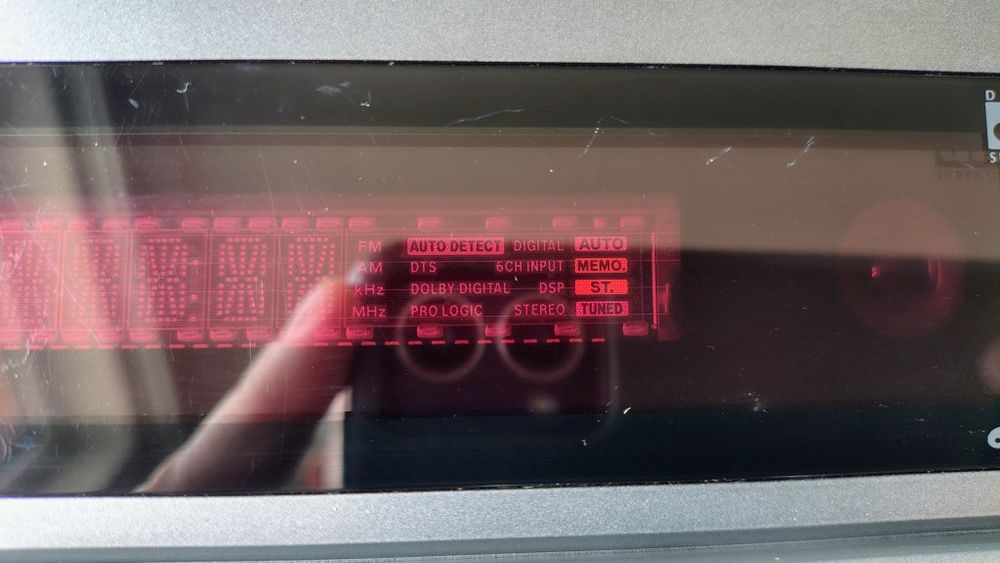 FM AUTO DETECT DIGITAL AUTO
AM DTS 6CH INPUT MEMO.
kHz DOLBY DIGITAL DSP ST.
MHz PRO LOGIC STEREO TUNED
D